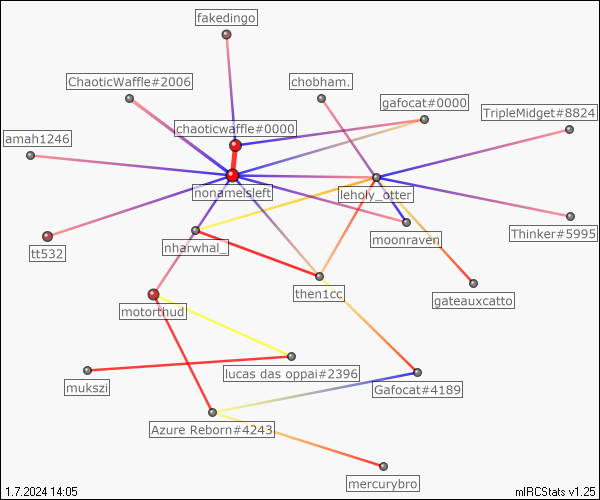 fakedingo
ChaoticWaffle#2006
chobham.
gafocat#0000
TripleMidget#8824
chaoticwaffle#0000
amah1246
nonameisleft
leholy_otter
moonraven
Thinker#5995
nharwhal_
tt532
then1cc
gateauxcatto
motorthud
lucas das oppai#2396
mukszi
Gafocat#4189
Azure Reborn#4243
mercurybro
1.7.2024 14:05
mIRCStats v1.25